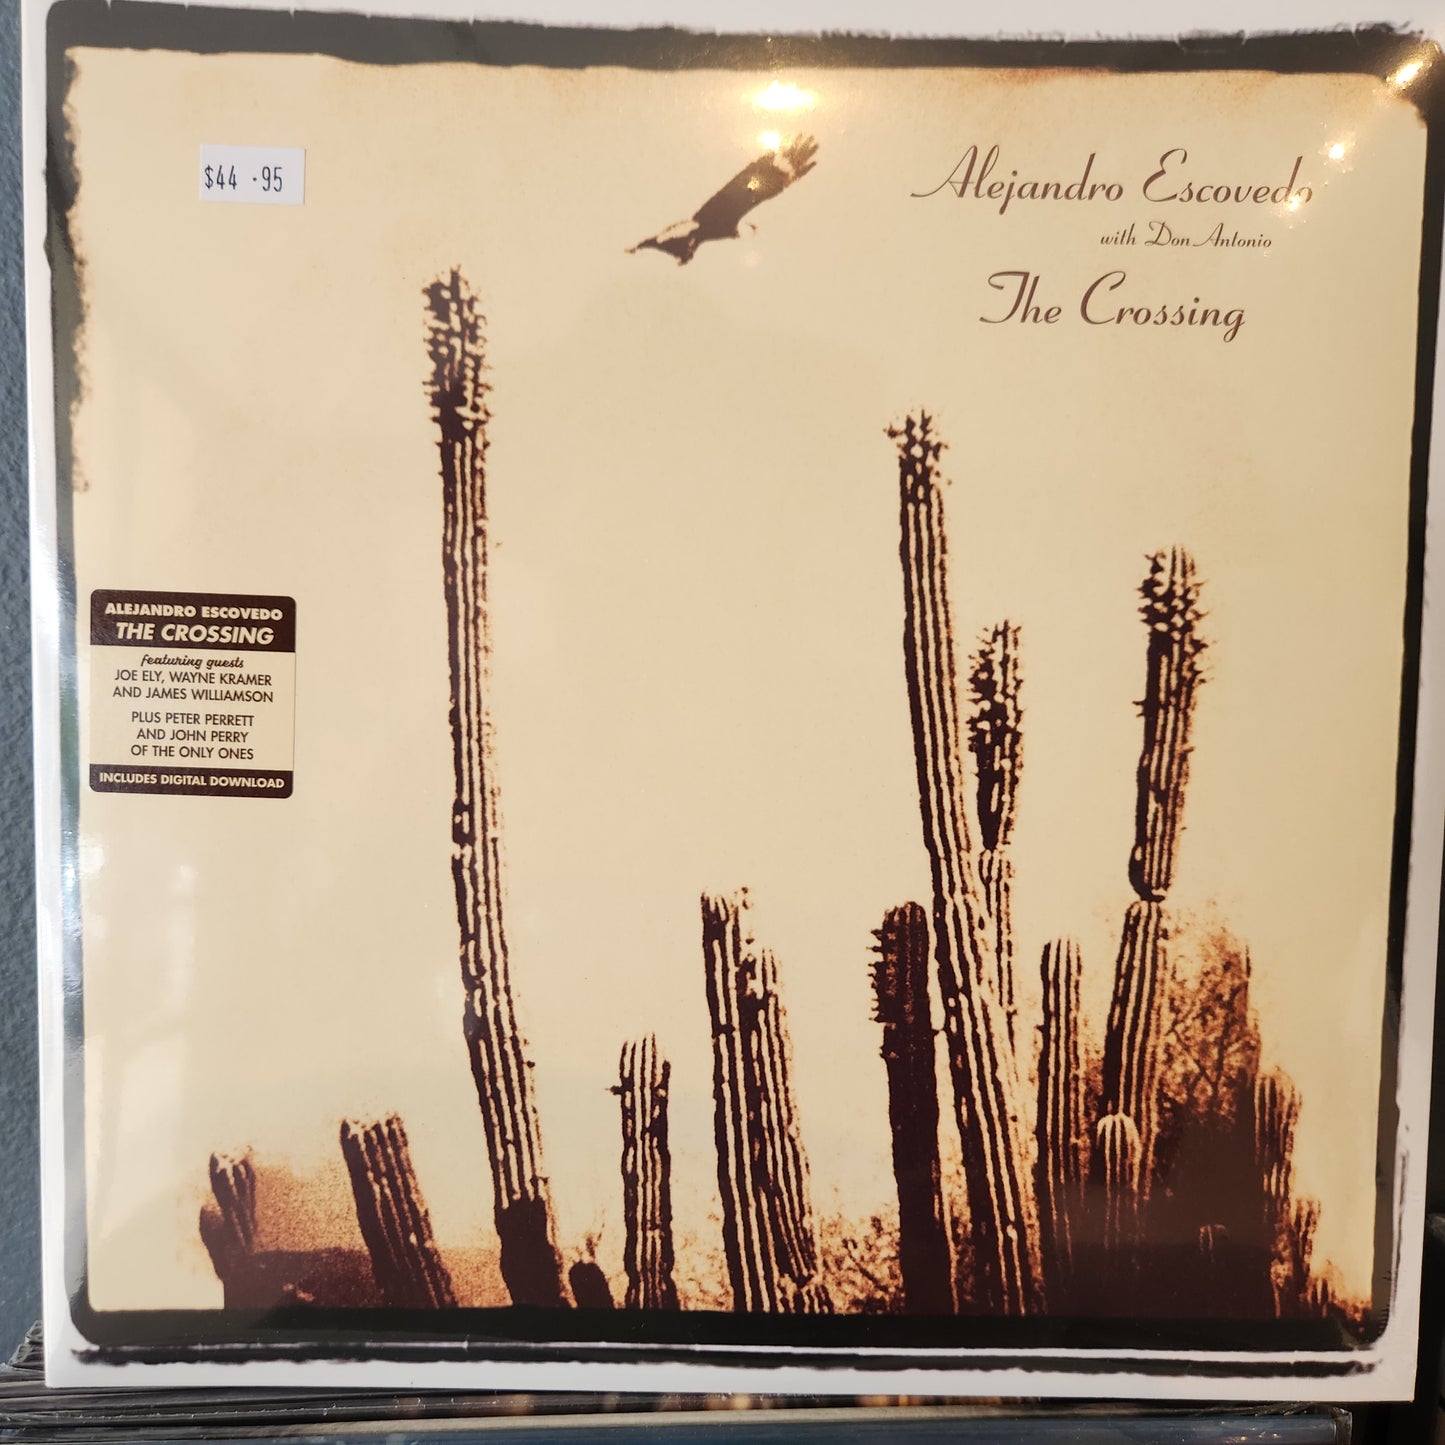 $44.95
Alejandro Escovedo
with Don Antonio
The Crossing
ALEJANDRO ESCOVEDO
THE CROSSING
featuring guests
JOE ELY, WAYNE KRAMER
AND JAMES WILLIAMSON
PLUS PETER PERRETT
AND JOHN PERRY
OF THE ONLY ONES
INCLUDES DIGITAL DOWNLOAD